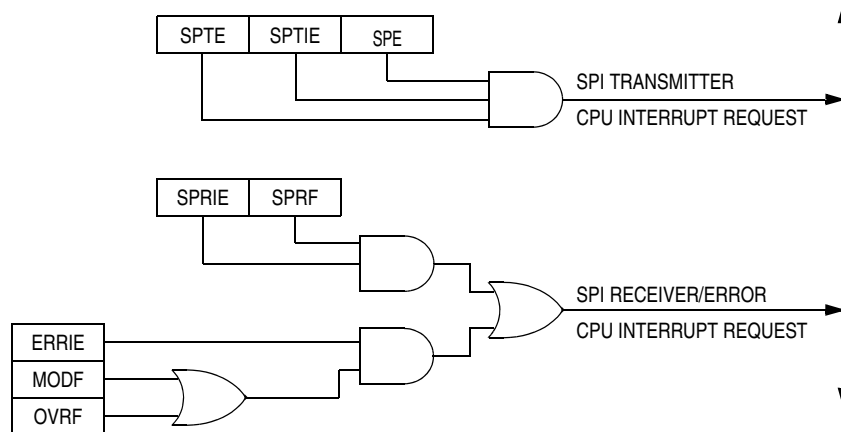 SPTE SPTIE SPE
SPI TRANSMITTER
CPU INTERRUPT REQUEST
SPRIE SPRF
SPI RECEIVER/ERROR
CPU INTERRUPT REQUEST
ERRIE
MODF
OVRF